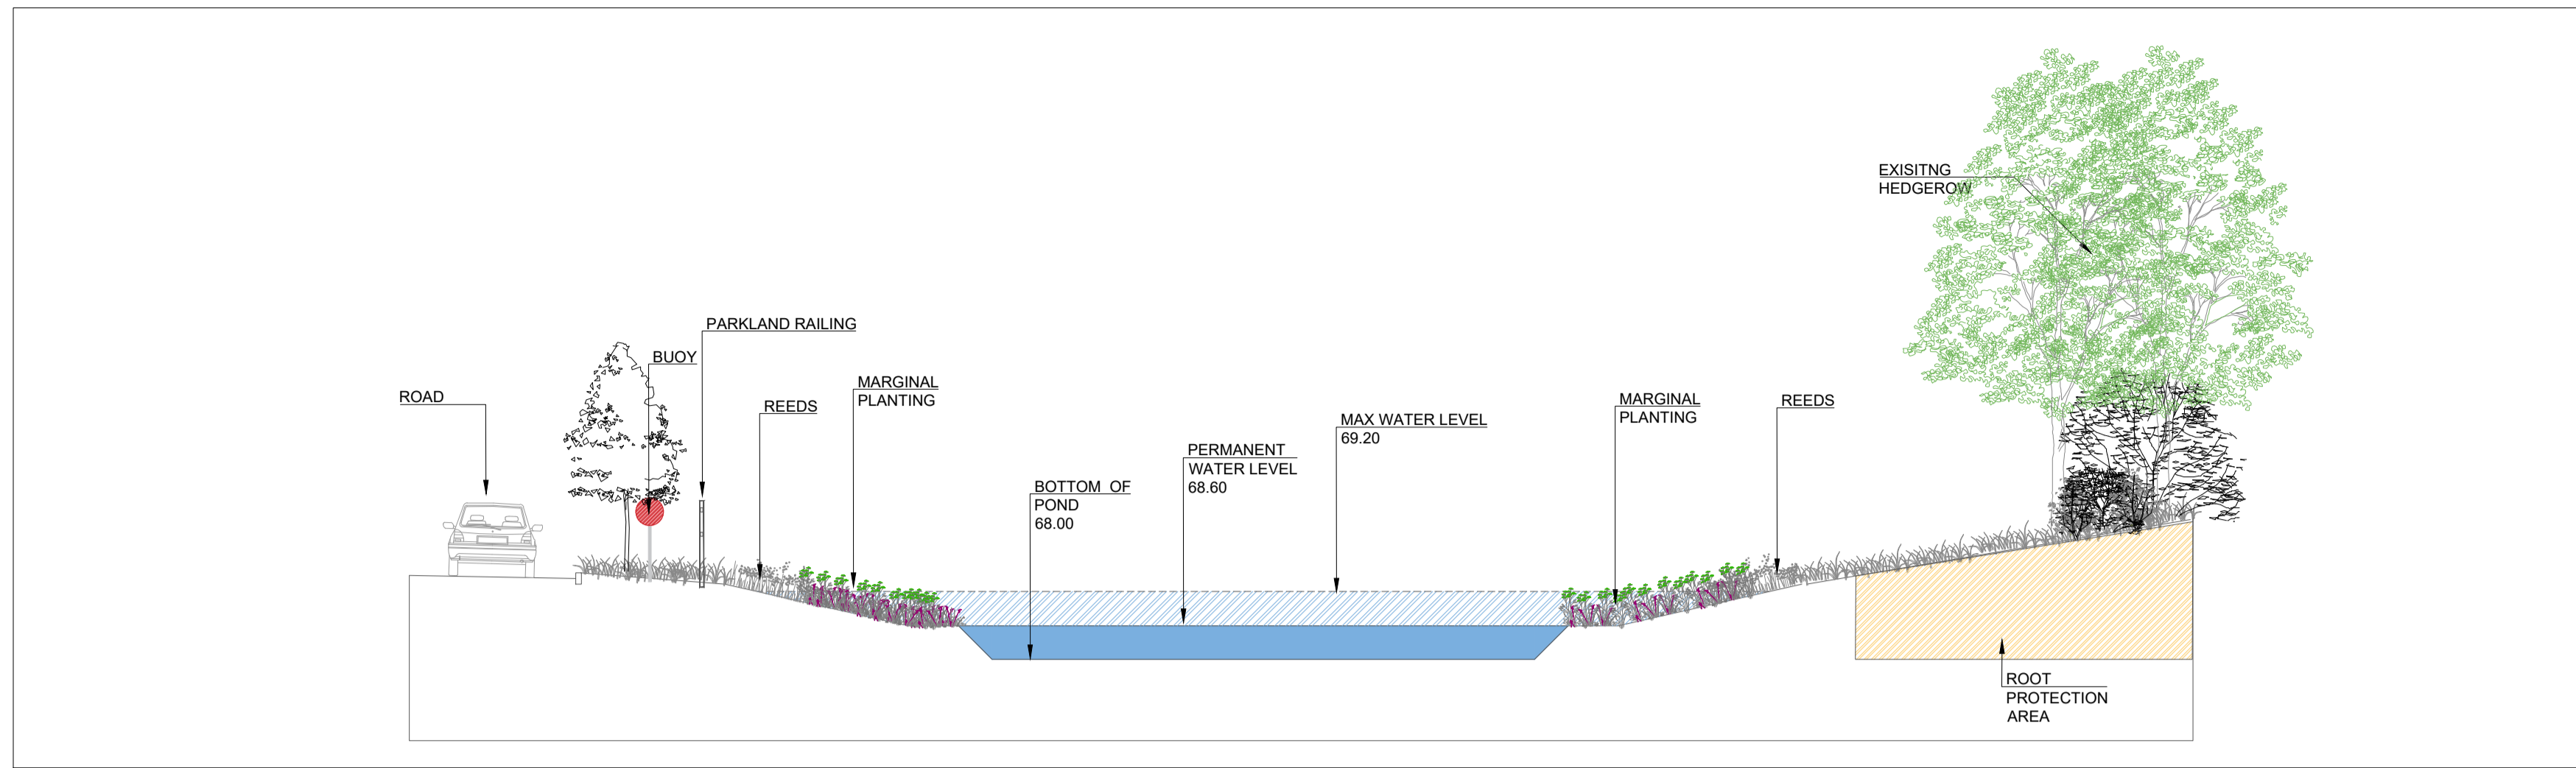 ROAD
BUOY
PARKLAND RAILING
REEDS
MARGINAL
PLANTING
BOTTOM OF
POND
68.00
PERMANENT
WATER LEVEL
68.60
MAX WATER LEVEL
69.20
MARGINAL
PLANTING
REEDS
EXISITNG
HEDGEROW
ROOT
PROTECTION
AREA